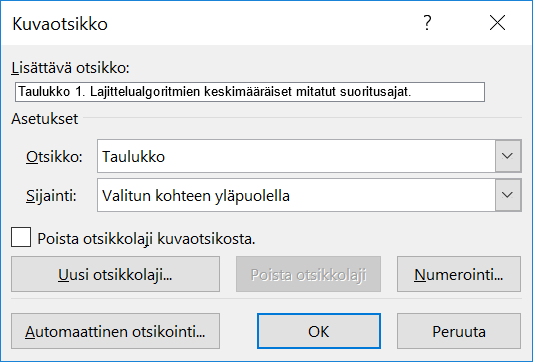 Kuvaotsikko
?
Lisättävä otsikko:
Taulukko 1. Lajittelualgoritmien keskimääräiset mitatut suoritusajat.
Asetukset
Otsikko: Taulukko
Sijainti: Valitun kohteen yläpuolella
Poista otsikkolaji kuvaotsikosta.
Uusi otsikkolaji... Poista otsikkolaji Numerointi...
Automaattinen otsikointi... OK Peruuta